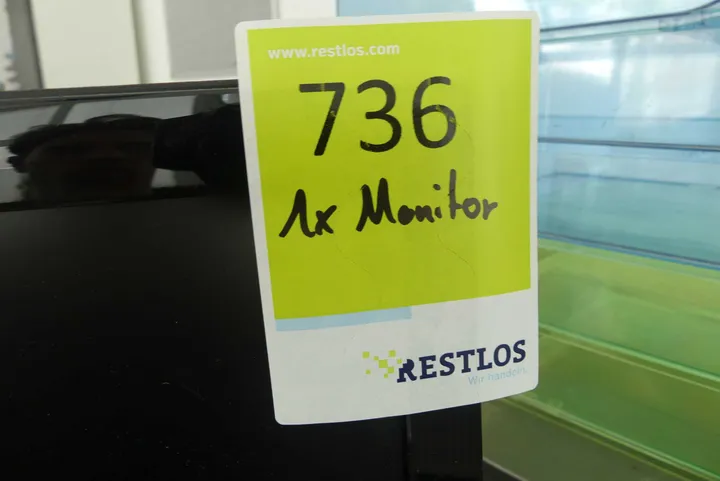 www.restlos.com
736
1x Monitor
RESTLOS
Wir handeln.